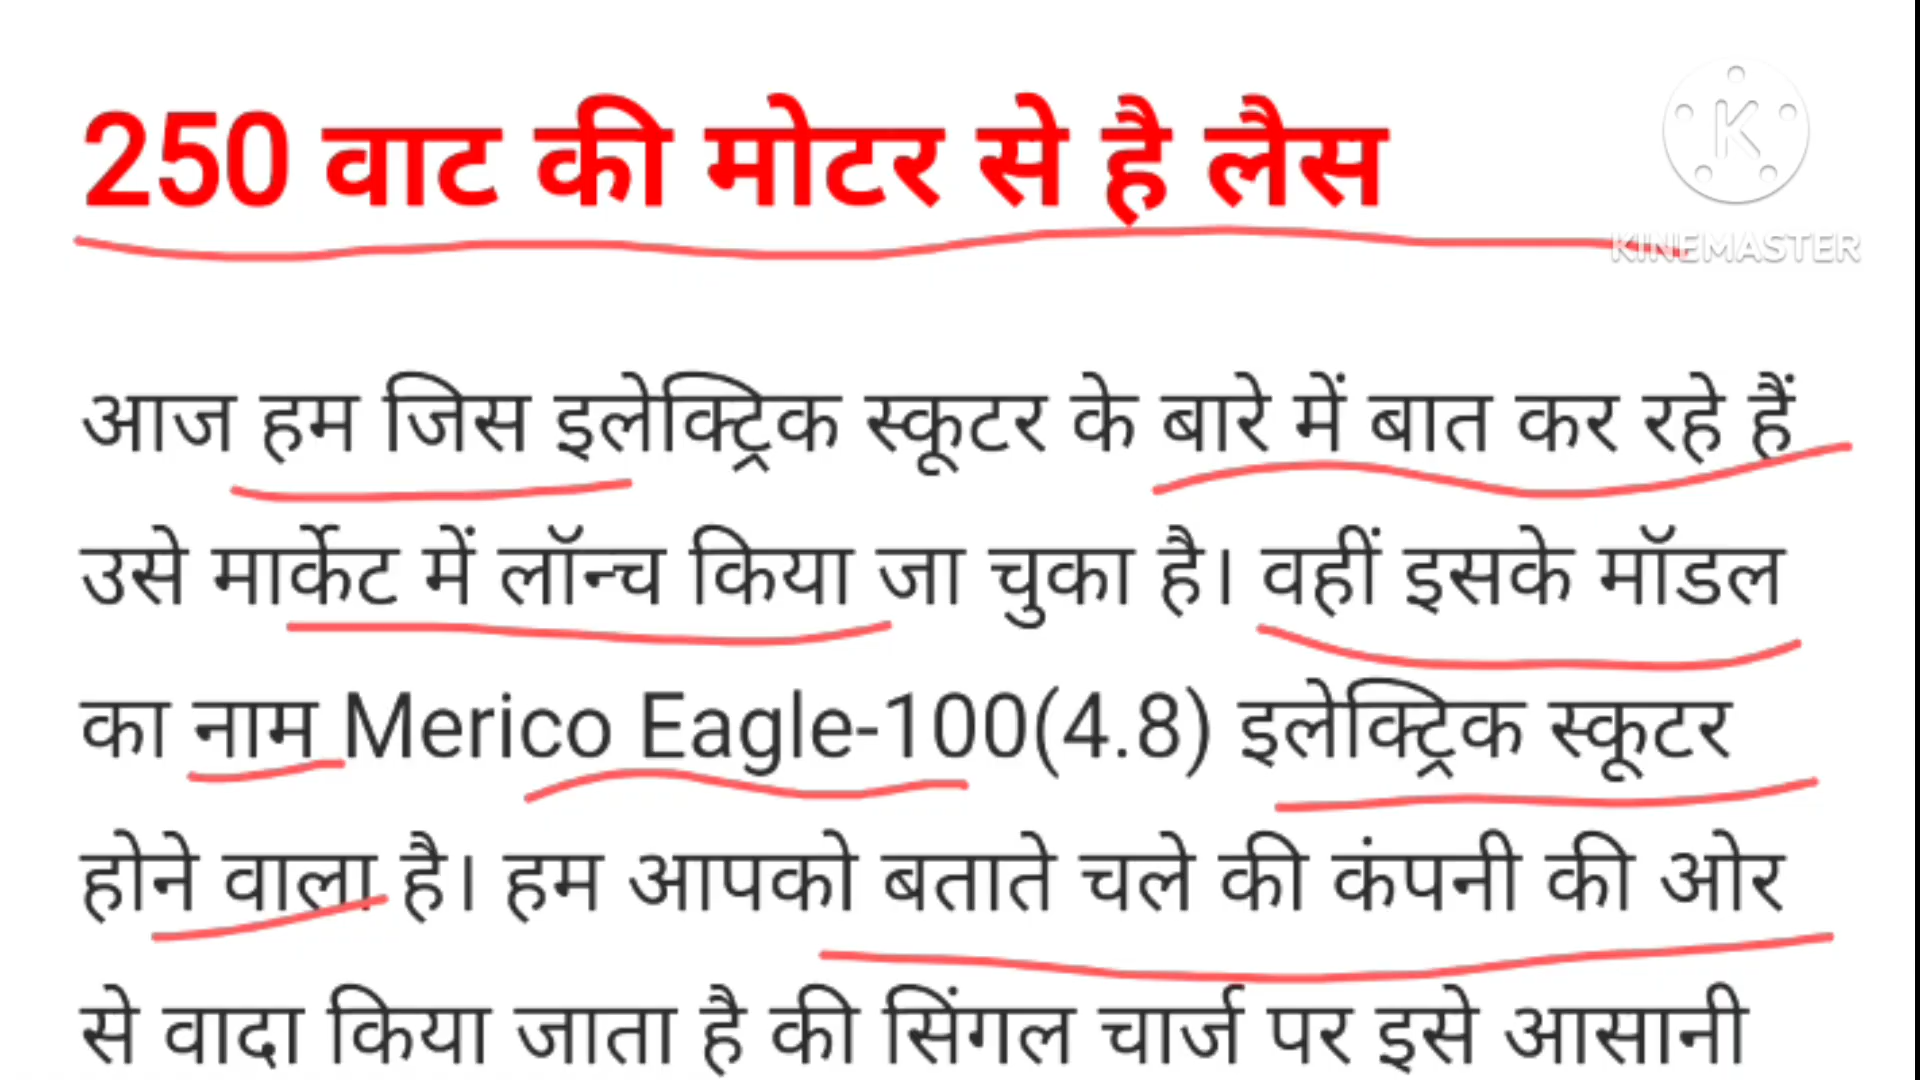 250 वाट की मोटर से है लैस
K
KINEMASTER
आज हम जिस इलेक्ट्रिक स्कूटर के बारे में बात कर रहे हैं
उसे मार्केट में लॉन्च किया जा चुका है। वहीं इसके मॉडल
का नाम Merico Eagle-100(4.8) इलेक्ट्रिक स्कूटर
होने वाला है। हम आपको बताते चले की कंपनी की ओर
से वादा किया जाता है की सिंगल चार्ज पर इसे आसानी